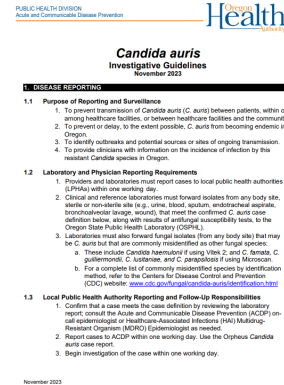 PUBLIC HEALTH DIVISION
Acute and Communicable Disease Prevention
Oregon
Health
Authority
Candida auris
Investigative Guidelines
November 2023
1. DISEASE REPORTING
1.1 Purpose of Reporting and Surveillance
1. To prevent transmission of Candida auris (C. auris) between patients, within o
among healthcare facilities, or between healthcare facilities and the communit
2. To prevent or delay, to the extent possible, C. auris from becoming endemic i
Oregon.
3. To identify outbreaks and potential sources or sites of ongoing transmission.
4. To provide clinicians with information on the incidence of infection by this
resistant Candida species in Oregon.
1.2 Laboratory and Physician Reporting Requirements
1. Providers and laboratories must report cases to local public health authorities
(LPHAs) within one working day.
2. Clinical and reference laboratories must forward isolates from any body site,
sterile or non-sterile site (e.g., urine, blood, sputum, endotracheal aspirate,
bronchoalveolar lavage, wound), that meet the confirmed C. auris case
definition below, along with results of antifungal susceptibility tests, to the
Oregon State Public Health Laboratory (OSPHL).
3. Laboratories must also forward fungal isolates (from any body site) that may
be C. auris but that are commonly misidentified as other fungal species:
a. These include Candida haemulonii if using Vitek 2; and C. famata, C.
guilliermondii, C. lusitaniae, and C. parapsilosis if using Microscan.
b. For a complete list of commonly misidentified species by identification
method, refer to the Centers for Disease Control and Prevention
(CDC) website: www.cdc.gov/fungal/candida-auris/identification.html
1.3 Local Public Health Authority Reporting and Follow-Up Responsibilities
1. Confirm that a case meets the case definition by reviewing the laboratory
report; consult the Acute and Communicable Disease Prevention (ACDP) on-
call epidemiologist or Healthcare-Associated Infections (HAI) Multidrug-
Resistant Organism (MDRO) Epidemiologist as needed.
2. Report cases to ACDP within one working day. Use the Orpheus Candida
auris case report.
3. Begin investigation of the case within one working day.
November 2023